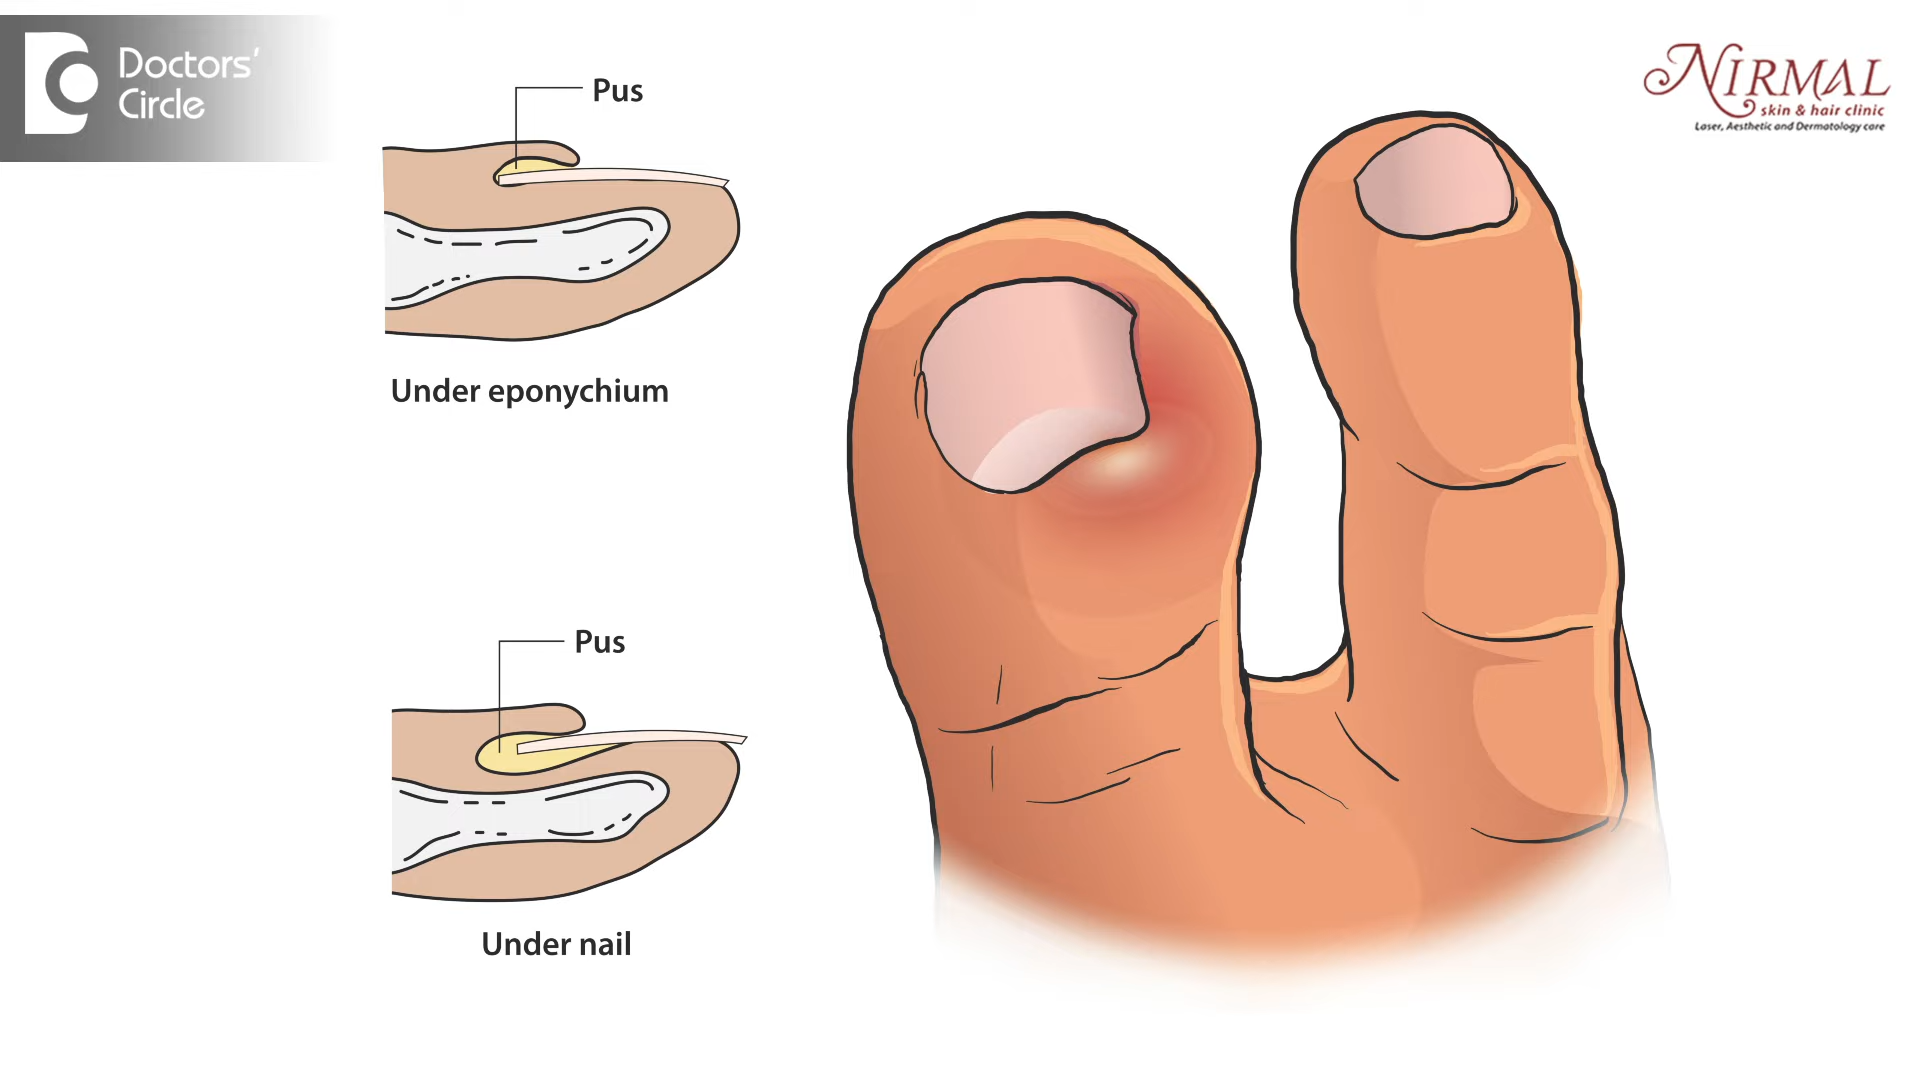 Doctors'
Circle
Pus
NIRMAL
skin & hair clinic
Laser, Aesthetic and Dermatology care
Under eponychium
Pus
Under nail